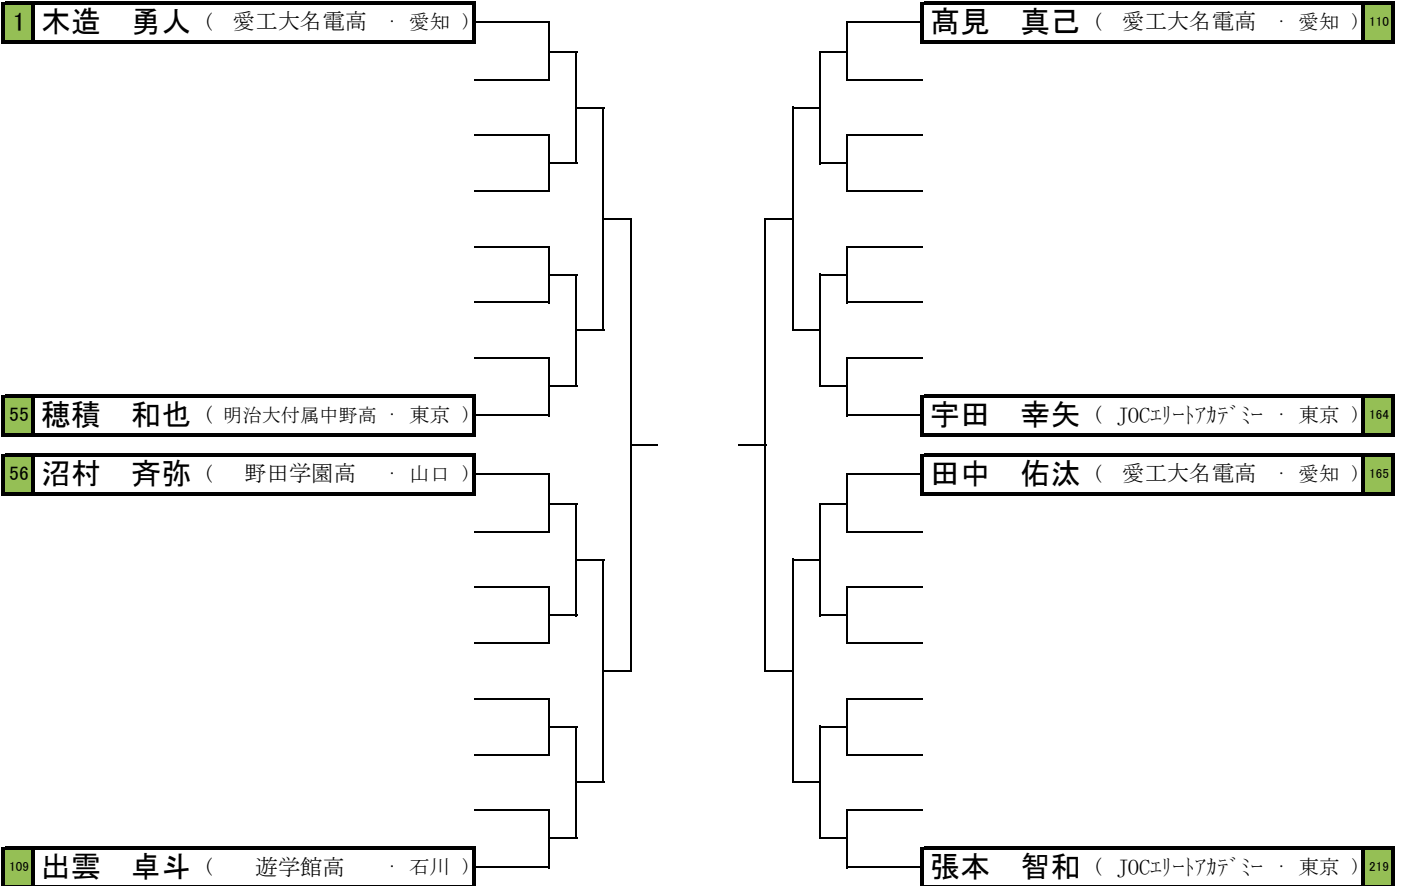 1 木造 勇人 ( 愛工大名電高 ・ 愛知 )
55 穂積 和也 ( 明治大付属中野高 ・ 東京 )
56 沼村 斉弥 ( 野田学園高 ・ 山口 )
109 出雲 卓斗 ( 遊学館高 ・ 石川 )
髙見 真己 ( 愛工大名電高 ・ 愛知 ) 110
宇田 幸矢 ( JOCｴﾘｰﾄｱｶﾃﾞﾐｰ ・ 東京 ) 164
田中 佑汰 ( 愛工大名電高 ・ 愛知 ) 165
張本 智和 ( JOCｴﾘｰﾄｱｶﾃﾞﾐｰ ・ 東京 ) 219